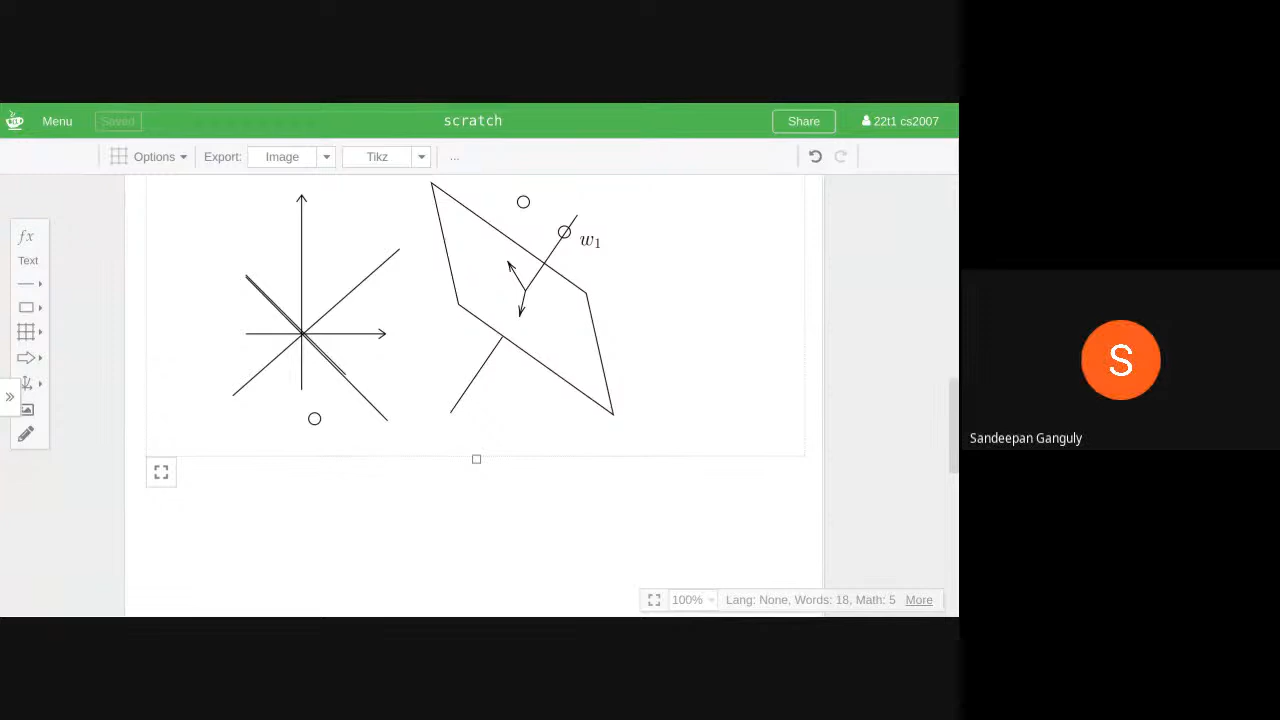 Menu Saved scratch Share 22t1 cs2007
Options Export: Image Tikz ...
fx
Text
w1
S
Sandeepan Ganguly
100% Lang: None, Words: 18, Math: 5 More